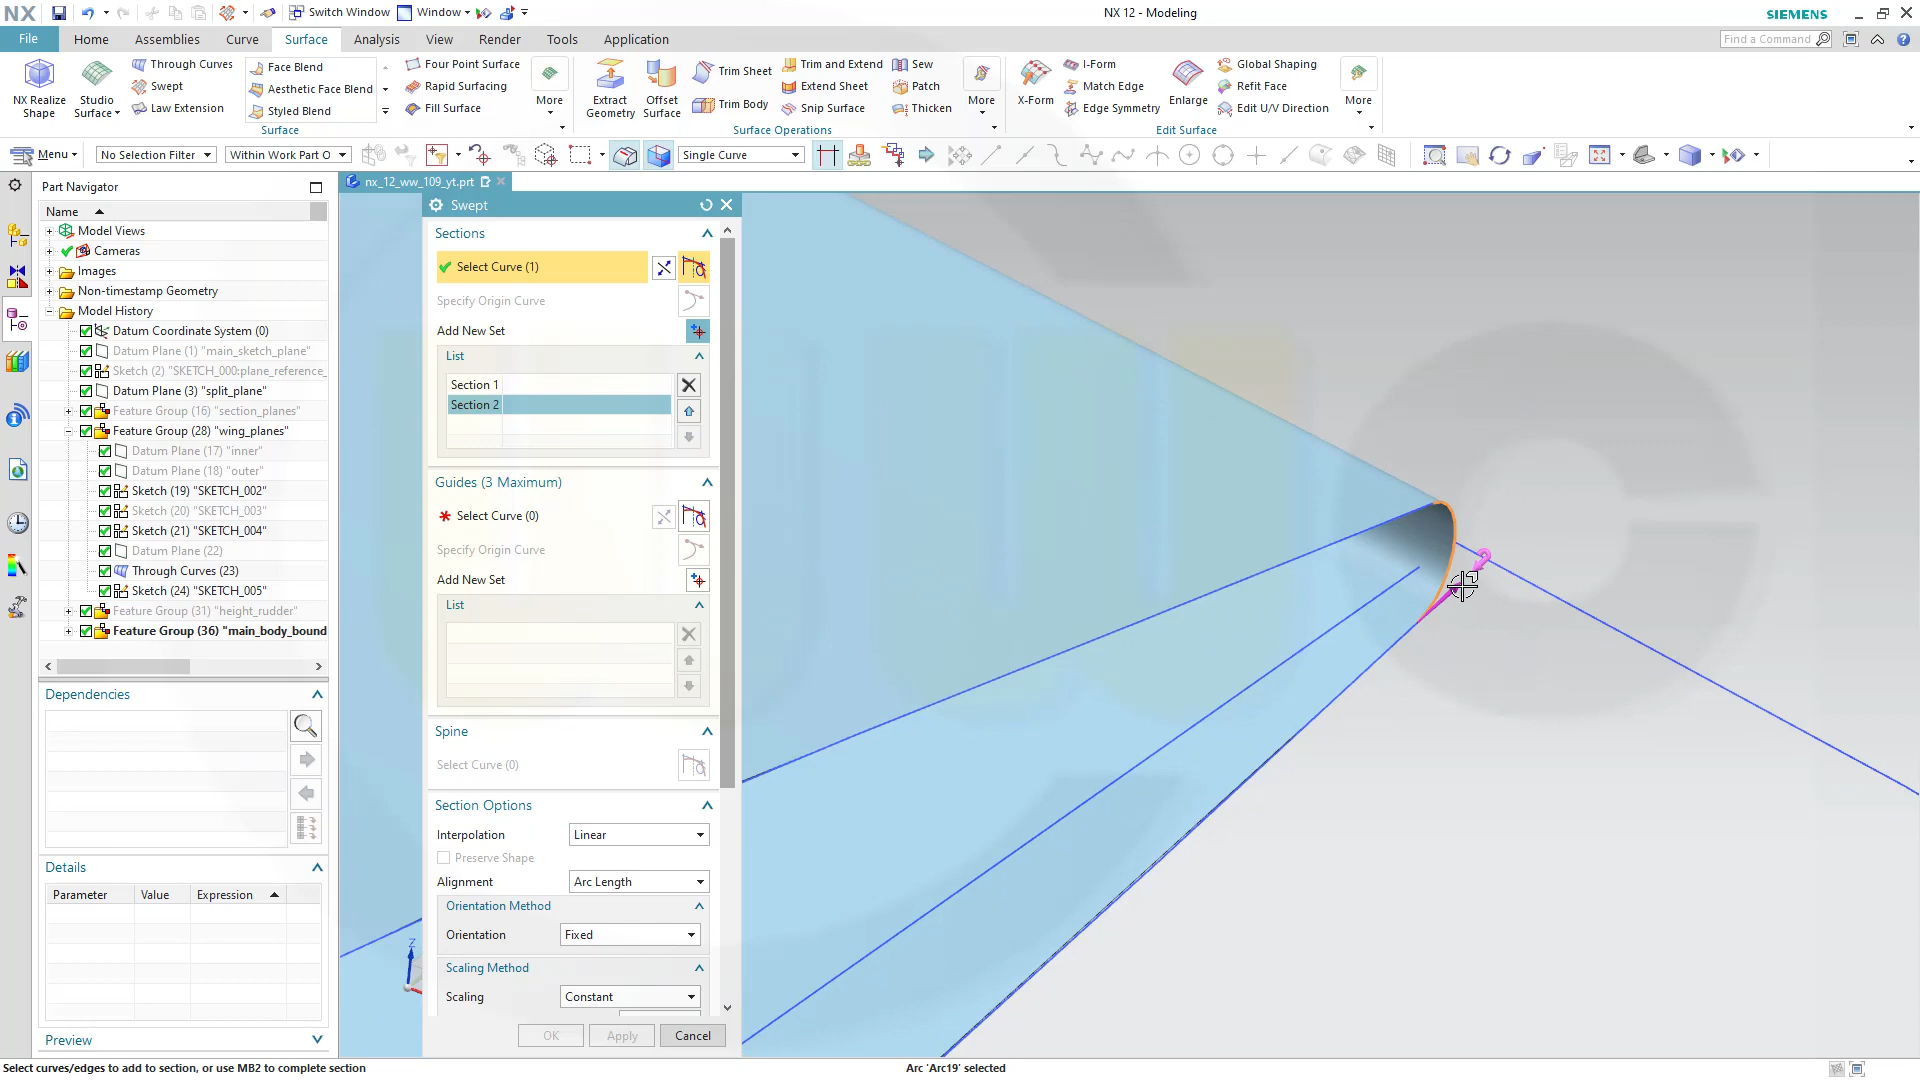 NX
Switch Window
Window
NX 12 - Modeling
SIEMENS
File
Home
Assemblies
Curve
Surface
Analysis
View
Render
Tools
Application
Find a Command
NX Realize Shape
Studio Surface
Through Curves
Swept
Law Extension
Face Blend
Aesthetic Face Blend
Styled Blend
Four Point Surface
Rapid Surfacing
Fill Surface
More
Extract Geometry
Offset Surface
Trim Sheet
Trim Body
Trim and Extend
Extend Sheet
Snip Surface
Sew
Patch
Thicken
More
X-Form
I-Form
Match Edge
Edge Symmetry
Enlarge
Global Shaping
Refit Face
Edit U/V Direction
More
Surface
Surface Operations
Edit Surface
Menu
No Selection Filter
Within Work Part O
Single Curve
Part Navigator
Name
Model Views
Cameras
Images
Non-timestamp Geometry
Model History
Datum Coordinate System (0)
Datum Plane (1) "main_sketch_plane"
Sketch (2) "SKETCH_000:plane_reference_
Datum Plane (3) "split_plane"
Feature Group (16) "section_planes"
Feature Group (28) "wing_planes"
Datum Plane (17) "inner"
Datum Plane (18) "outer"
Sketch (19) "SKETCH_002"
Sketch (20) "SKETCH_003"
Sketch (21) "SKETCH_004"
Datum Plane (22)
Through Curves (23)
Sketch (24) "SKETCH_005"
Feature Group (31) "height_rudder"
Feature Group (36) "main_body_bound
Dependencies
Details
Parameter
Value
Expression
Preview
nx_12_ww_109_yt.prt
Swept
Sections
Select Curve (1)
Specify Origin Curve
Add New Set
List
Section 1
Section 2
Guides (3 Maximum)
* Select Curve (0)
Specify Origin Curve
Add New Set
List
Spine
Select Curve (0)
Section Options
Interpolation
Linear
Preserve Shape
Alignment
Arc Length
Orientation Method
Orientation
Fixed
Scaling Method
Scaling
Constant
OK
Apply
Cancel
Z
Select curves/edges to add to section, or use MB2 to complete section
Arc 'Arc19' selected